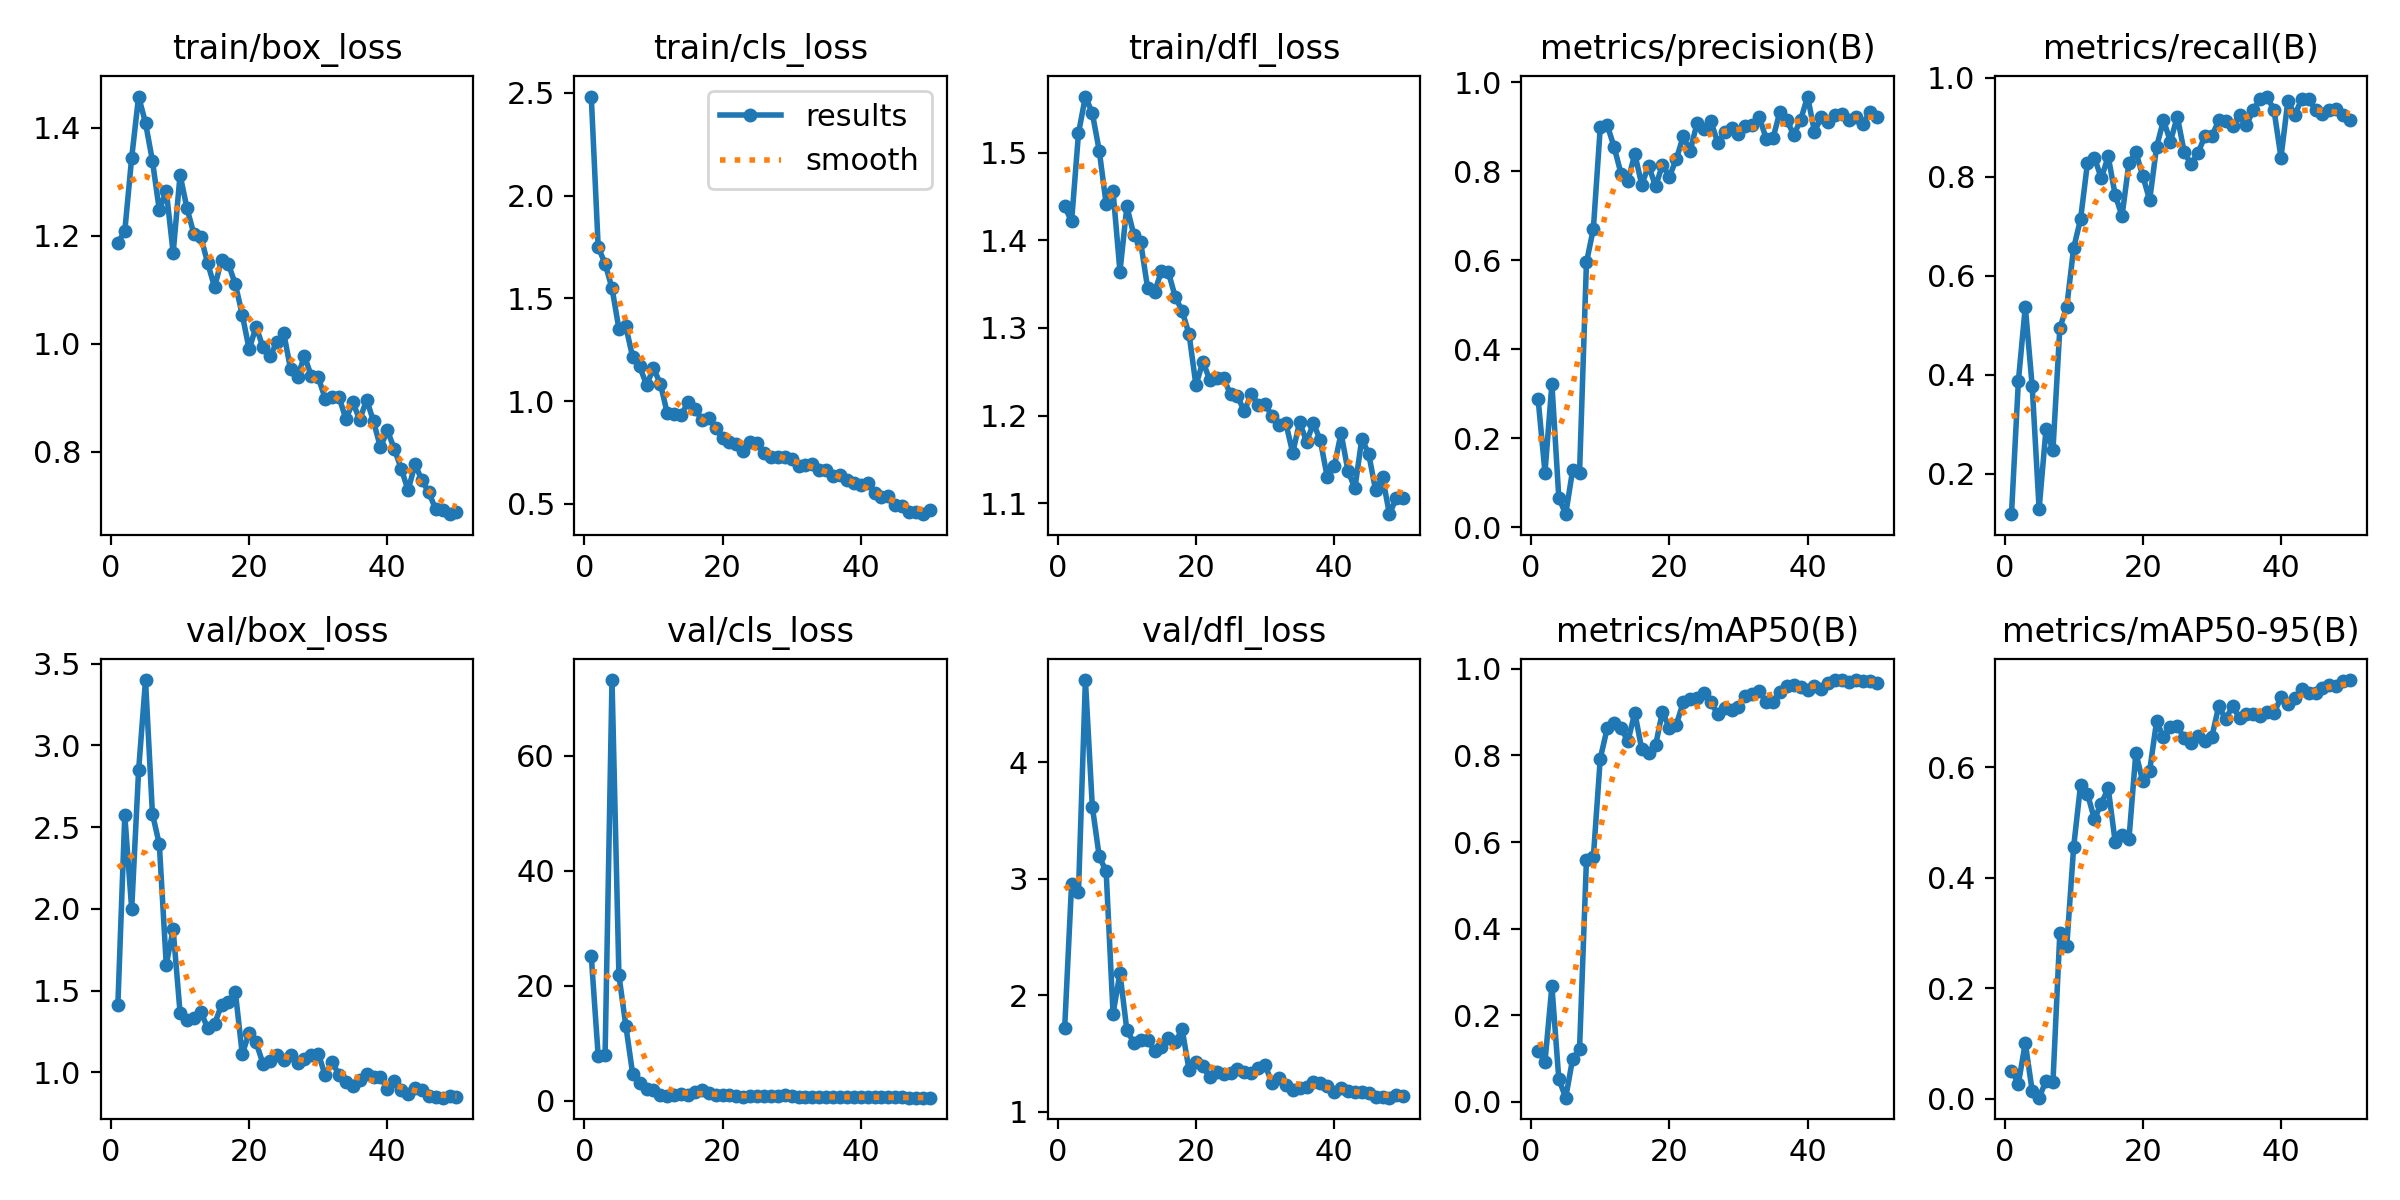 train/box_loss
1.4
1.2
1.0
0.8
0 20 40
train/cls_loss
2.5
2.0
1.5
1.0
0.5
0 20 40
results
smooth
train/dfl_loss
1.5
1.4
1.3
1.2
1.1
0 20 40
metrics/precision(B)
1.0
0.8
0.6
0.4
0.2
0.0
0 20 40
metrics/recall(B)
1.0
0.8
0.6
0.4
0.2
0 20 40
val/box_loss
3.5
3.0
2.5
2.0
1.5
1.0
0 20 40
val/cls_loss
60
40
20
0
0 20 40
val/dfl_loss
4
3
2
1
0 20 40
metrics/mAP50(B)
1.0
0.8
0.6
0.4
0.2
0.0
0 20 40
metrics/mAP50-95(B)
0.6
0.4
0.2
0.0
0 20 40